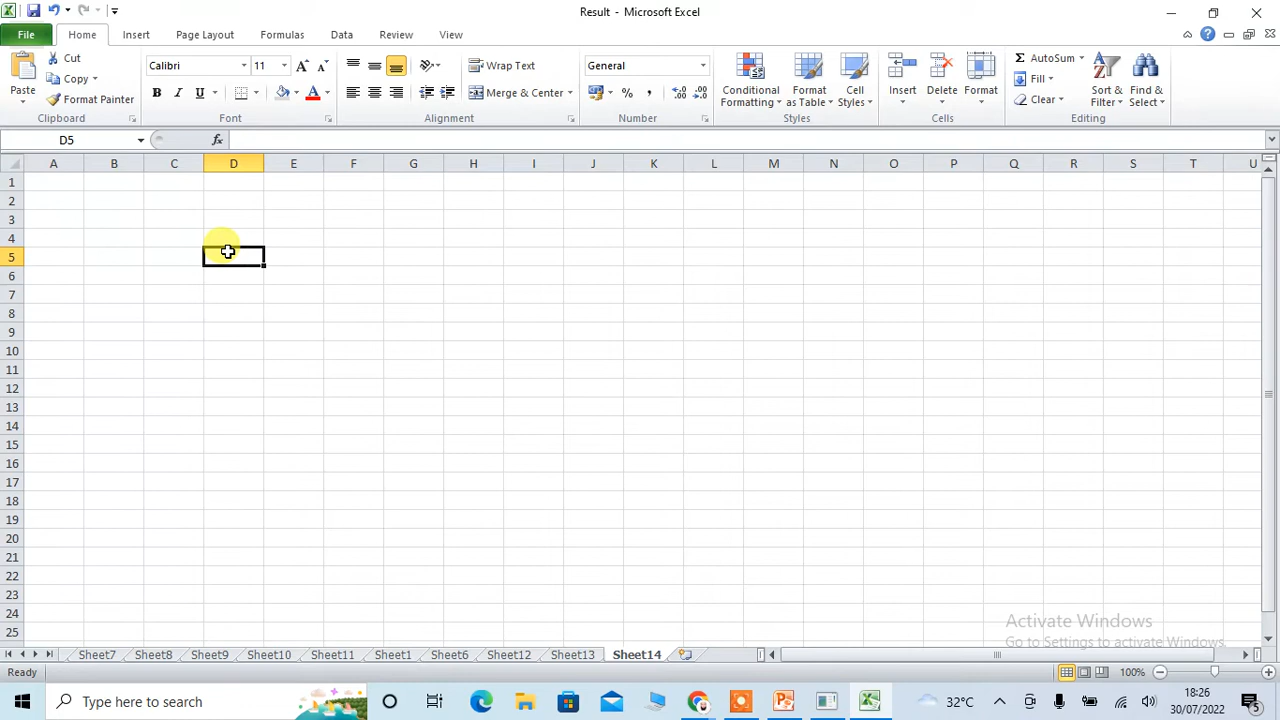 Result - Microsoft Excel
File Home Insert Page Layout Formulas Data Review View
Paste
Cut
Copy
Format Painter
Clipboard
Calibri 11
B I U
Font
Wrap Text
Merge & Center
Alignment
General
Number
Conditional Formatting
Format as Table
Cell Styles
Styles
Insert Delete Format
Cells
AutoSum
Fill
Clear
Sort & Filter
Find & Select
Editing
D5 fx
A B C D E F G H I J K L M N O P Q R S T U
1
2
3
4
5
6
7
8
9
10
11
12
13
14
15
16
17
18
19
20
21
22
23
24
25
Activate Windows
Go to Settings to activate Windows.
Sheet7 Sheet8 Sheet9 Sheet10 Sheet11 Sheet1 Sheet6 Sheet12 Sheet13 Sheet14
Ready 100%
Type here to search
32°C
18:26
30/07/2022
5